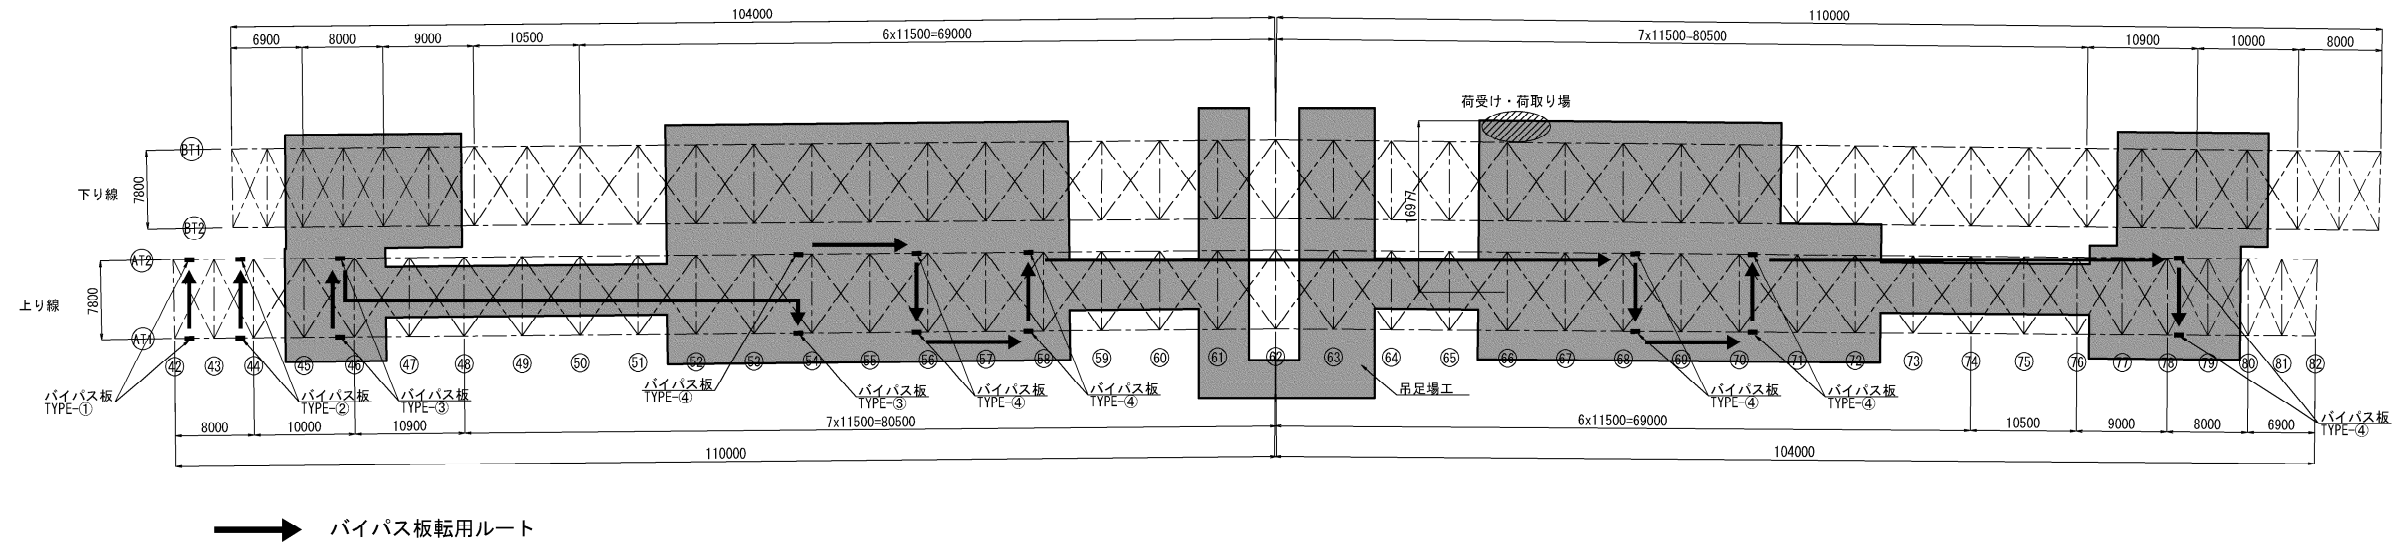 104000
110000
6900
8000
9000
10500
6x11500=69000
7x11500=80500
10900
10000
8000
荷受け・荷取り場
BT1
7800
下り線
BT2
16977
AT2
7800
上り線
AT1
42 43 44 45 46 47 48 49 50 51 52 53 54 55 56 57 58 59 60 61 62 63 64 65 66 67 68 69 70 71 72 73 74 75 76 77 78 79 80 81 82
バイパス板
TYPE-①
バイパス板
TYPE-②
バイパス板
TYPE-③
バイパス板
TYPE-④
バイパス板
TYPE-③
バイパス板
TYPE-④
バイパス板
TYPE-④
吊足場工
バイパス板
TYPE-④
バイパス板
TYPE-④
バイパス板
TYPE-④
8000
10000
10900
7x11500=80500
6x11500=69000
10500
9000
8000
6900
110000
104000
バイパス板転用ルート